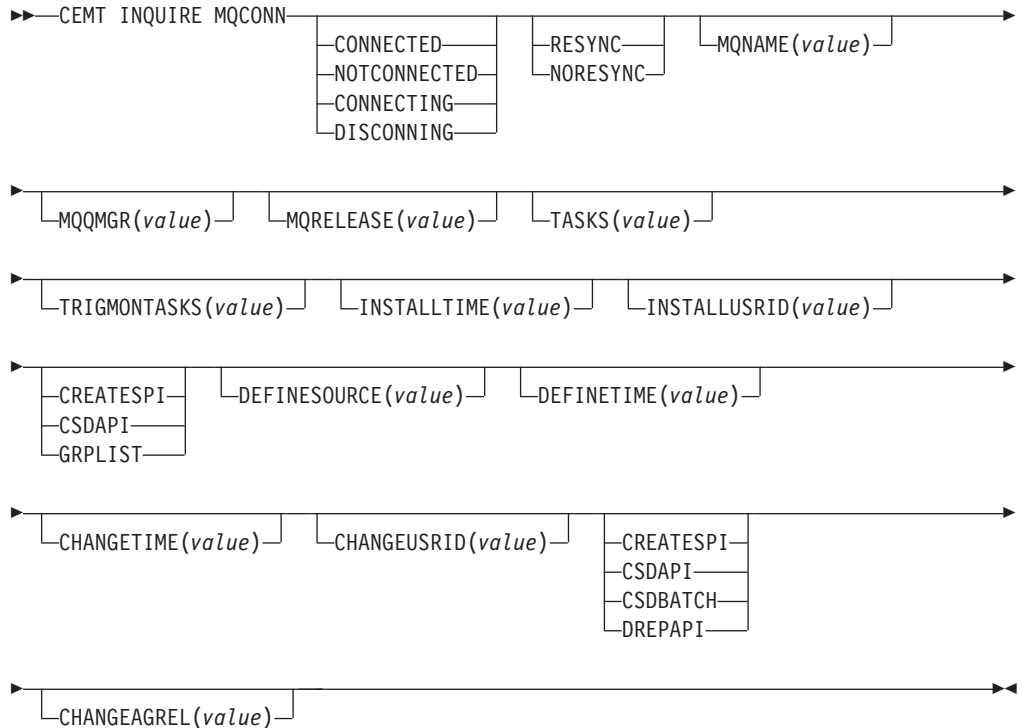 CEMT INQUIRE MQCONN
CONNECTED
NOTCONNECTED
CONNECTING
DISCONNING
RESYNC
NORESYNC
MQNAME(value)
MQQMGR(value)
MQRELEASE(value)
TASKS(value)
TRIGMONTASKS(value)
INSTALLTIME(value)
INSTALLUSRID(value)
CREATESPI
CSDAPI
GRPLIST
DEFINESOURCE(value)
DEFINETIME(value)
CHANGETIME(value)
CHANGEUSRID(value)
CREATESPI
CSDAPI
CSDBATCH
DREPAPI
CHANGEAGREL(value)